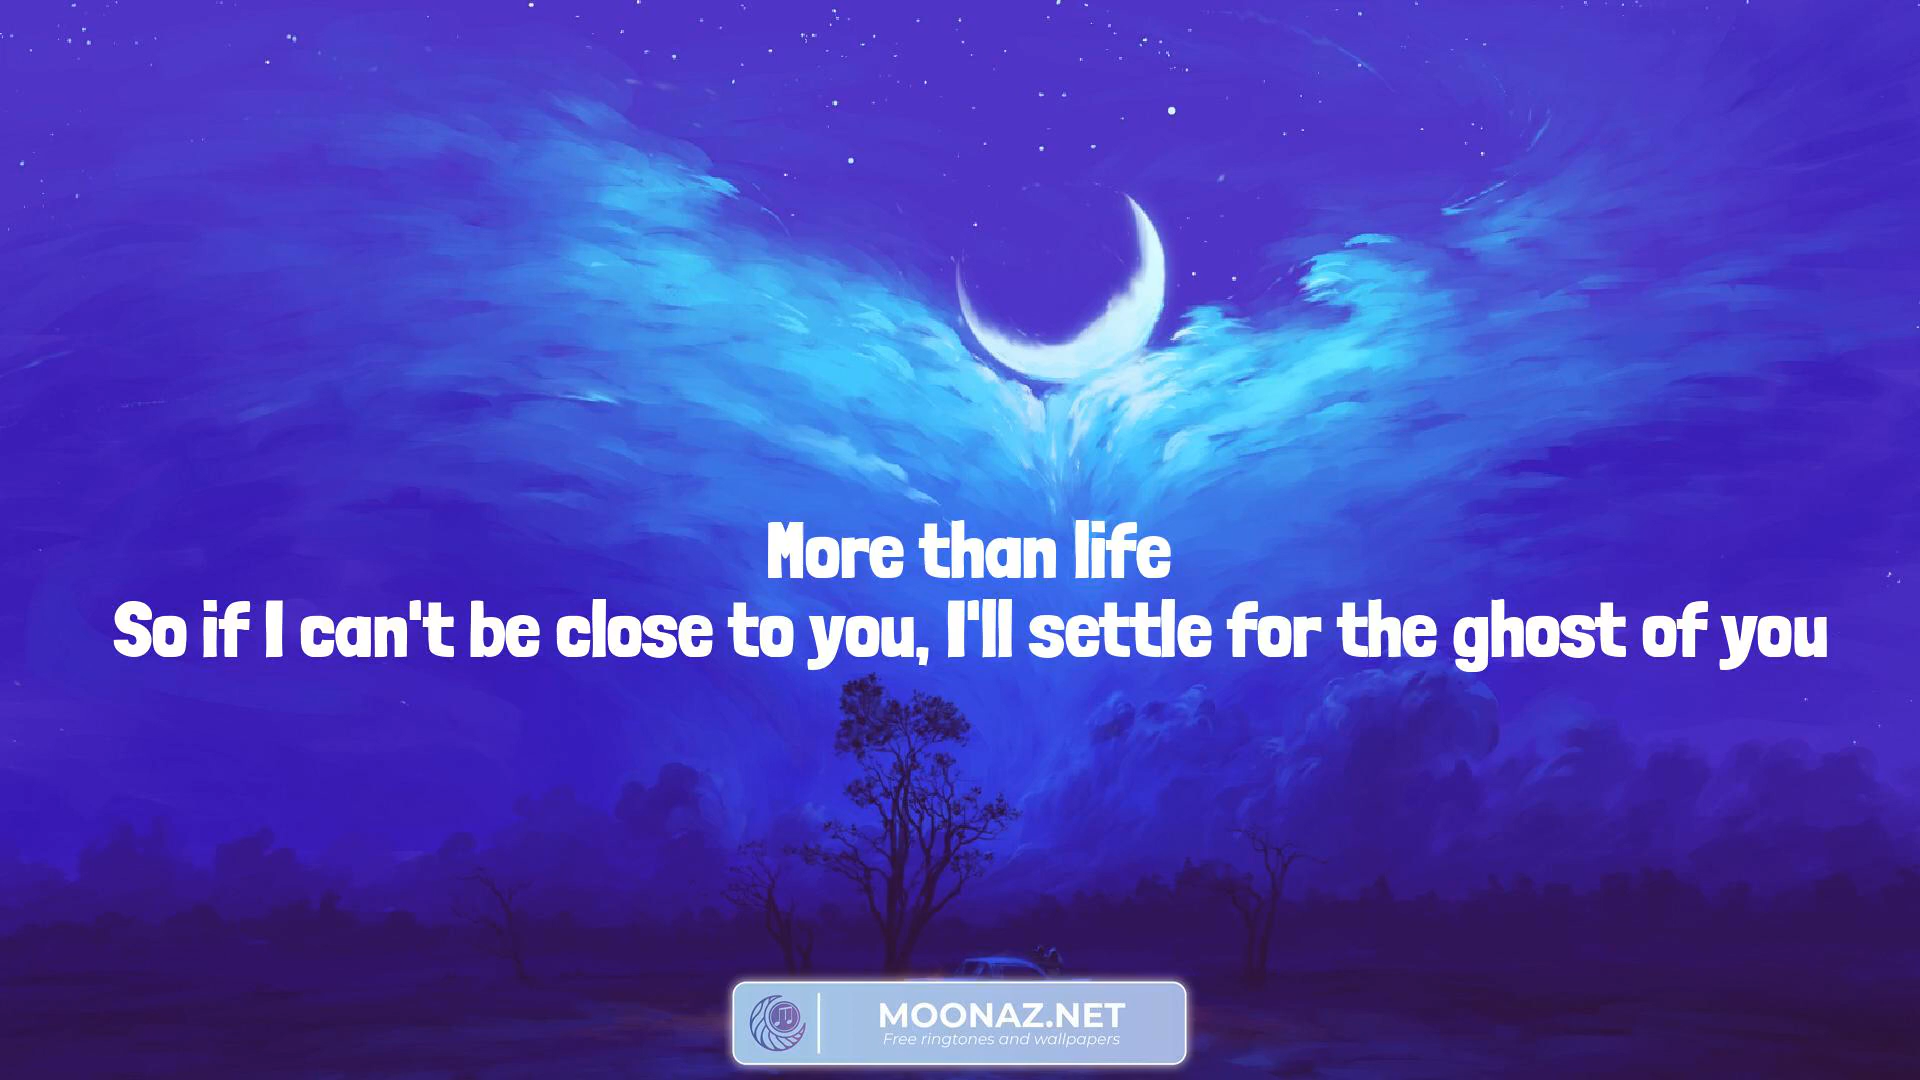 More than life
So if I can't be close to you, I'll settle for the ghost of you
MOONAZ.NET
Free ringtones and wallpapers